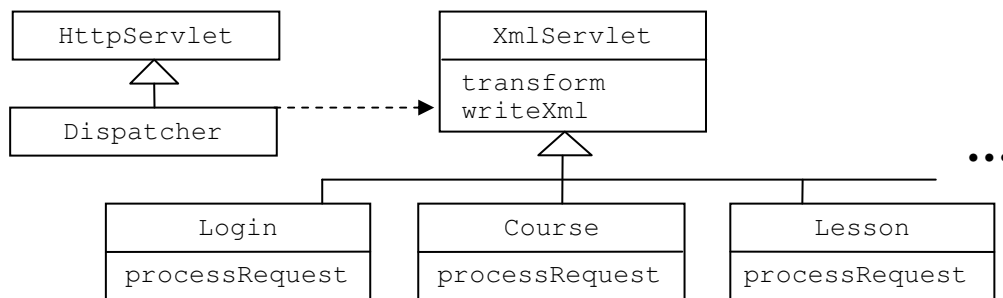 HttpServlet
XmlServlet
transform
writeXml
Dispatcher
...
Login
Course
Lesson
processRequest
processRequest
processRequest